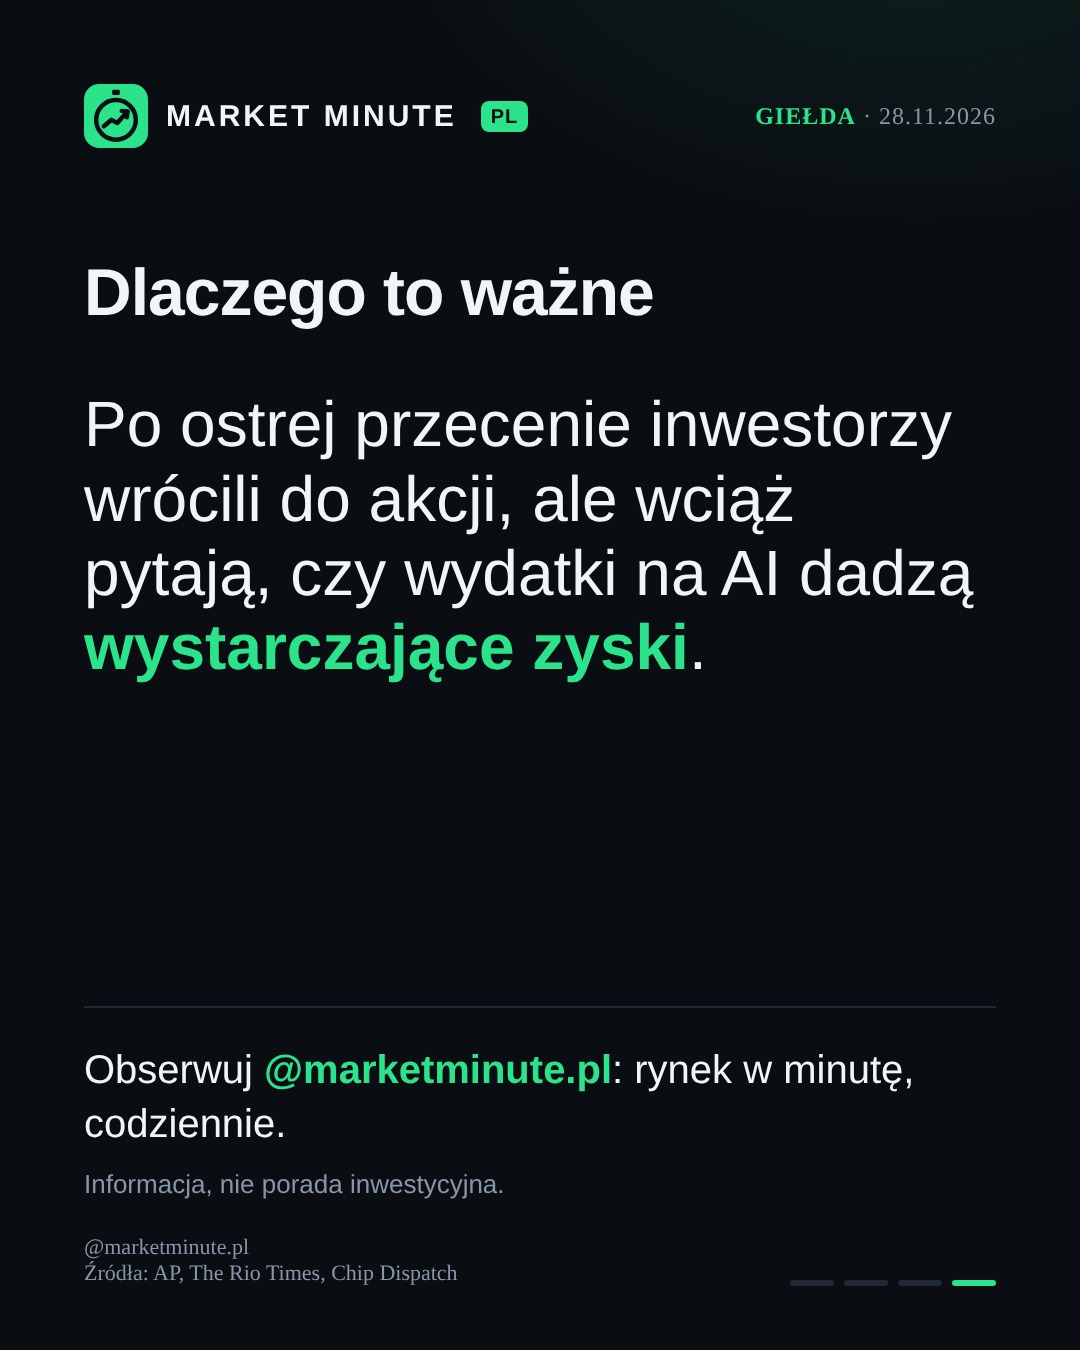 MARKET MINUTE PL
GIEŁDA · 28.11.2026
Dlaczego to ważne
Po ostrej przecenie inwestorzy
wrócili do akcji, ale wciąż
pytają, czy wydatki na AI dadzą
wystarczające zyski.
Obserwuj @marketminute.pl: rynek w minutę,
codziennie.
Informacja, nie porada inwestycyjna.
@marketminute.pl
Źródła: AP, The Rio Times, Chip Dispatch